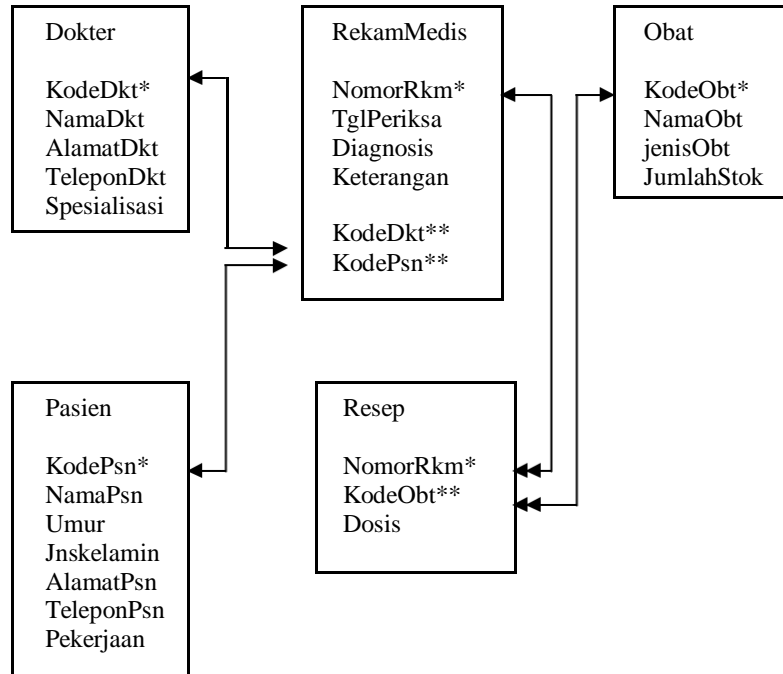 Dokter
KodeDkt*
NamaDkt
AlamatDkt
TeleponDkt
Spesialisasi
RekamMedis
NomorRkm*
TglPeriksa
Diagnosis
Keterangan
KodeDkt**
KodePsn**
Obat
KodeObt*
NamaObt
jenisObt
JumlahStok
Pasien
KodePsn*
NamaPsn
Umur
Jnskelamin
AlamatPsn
TeleponPsn
Pekerjaan
Resep
NomorRkm*
KodeObt**
Dosis